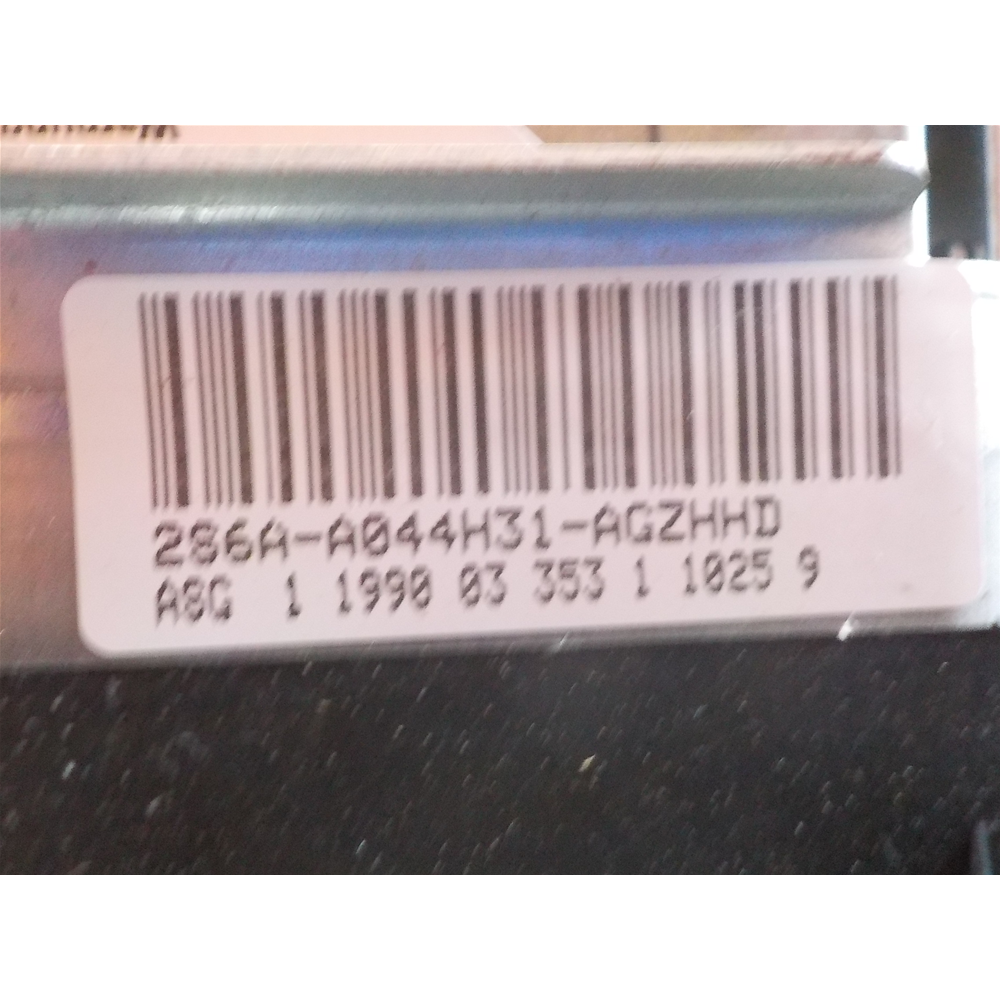 286A-A044H31-AGZHHD
A8G 1 1990 03 353 1 1025 9